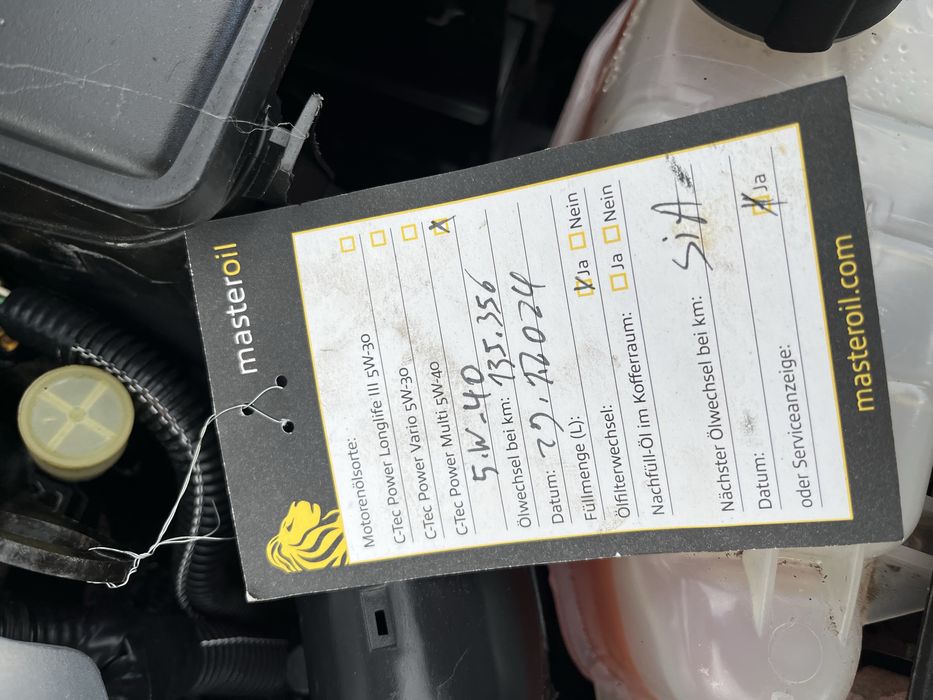 masteroil
Motorenölsorte:
C-Tec Power Longlife III 5W-30 ☐
C-Tec Power Vario 5W-30 ☐
C-Tec Power Multi 5W-40 ☐
5W-40 ☒
Ölwechsel bei km: 135.356
Datum: 2024
Füllmenge (L):
Ölfilterwechsel: ☒ Ja ☐ Nein
Nachfüll-Öl im Kofferraum: ☐ Ja ☐ Nein
Nächster Ölwechsel bei km: SiA
Datum:
oder Serviceanzeige: ☒ Ja
masteroil.com